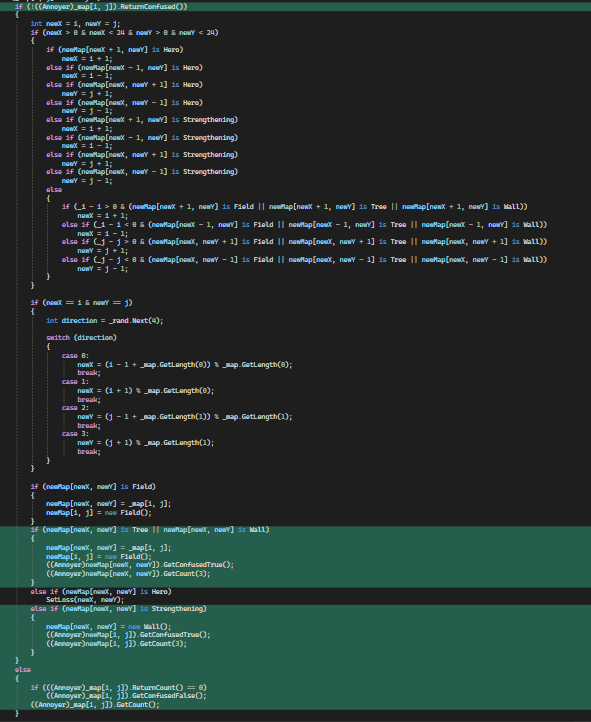 if (!((Annoyer)_map[i, j]).ReturnConfused())
{
int newX = i, newY = j;
if (newX > 0 & newX < 24 & newY > 0 & newY < 24)
{
if (newMap[newX + 1, newY] is Hero)
newX = i + 1;
else if (newMap[newX - 1, newY] is Hero)
newX = i - 1;
else if (newMap[newX, newY + 1] is Hero)
newY = j + 1;
else if (newMap[newX, newY - 1] is Hero)
newY = j - 1;
else if (newMap[newX + 1, newY] is Strengthening)
newX = i + 1;
else if (newMap[newX - 1, newY] is Strengthening)
newX = i - 1;
else if (newMap[newX, newY + 1] is Strengthening)
newY = j + 1;
else if (newMap[newX, newY - 1] is Strengthening)
newY = j - 1;
else
{
if (_i - i > 0 & (newMap[newX + 1, newY] is Field || newMap[newX + 1, newY] is Tree || newMap[newX + 1, newY] is Wall))
newX = i + 1;
else if (_i - i < 0 & (newMap[newX - 1, newY] is Field || newMap[newX - 1, newY] is Tree || newMap[newX - 1, newY] is Wall))
newX = i - 1;
else if (_j - j > 0 & (newMap[newX, newY + 1] is Field || newMap[newX, newY + 1] is Tree || newMap[newX, newY + 1] is Wall))
newY = j + 1;
else if (_j - j < 0 & (newMap[newX, newY - 1] is Field || newMap[newX, newY - 1] is Tree || newMap[newX, newY - 1] is Wall))
newY = j - 1;
}
}
if (newX == i & newY == j)
{
int direction = _rand.Next(4);
switch (direction)
{
case 0:
newX = (i - 1 + _map.GetLength(0)) % _map.GetLength(0);
break;
case 1:
newX = (i + 1) % _map.GetLength(0);
break;
case 2:
newY = (j - 1 + _map.GetLength(1)) % _map.GetLength(1);
break;
case 3:
newY = (j + 1) % _map.GetLength(1);
break;
}
}
if (newMap[newX, newY] is Field)
{
newMap[newX, newY] = _map[i, j];
newMap[i, j] = new Field();
}
if (newMap[newX, newY] is Tree || newMap[newX, newY] is Wall)
{
newMap[newX, newY] = _map[i, j];
newMap[i, j] = new Field();
((Annoyer)newMap[newX, newY]).GetConfusedTrue();
((Annoyer)newMap[newX, newY]).GetCount(3);
}
else if (newMap[newX, newY] is Hero)
SetLoss(newX, newY);
else if (newMap[newX, newY] is Strengthening)
{
newMap[newX, newY] = new Wall();
((Annoyer)newMap[i, j]).GetConfusedTrue();
((Annoyer)newMap[i, j]).GetCount(3);
}
}
else
{
if (((Annoyer)_map[i, j]).ReturnCount() == 0)
((Annoyer)_map[i, j]).GetConfusedFalse();
((Annoyer)_map[i, j]).GetCount();
}